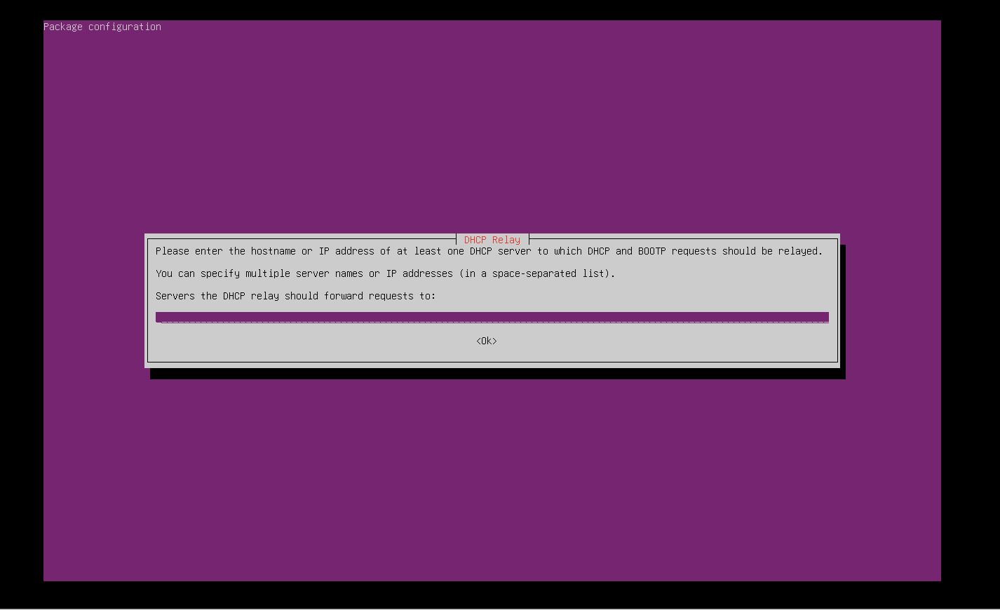 Package configuration
DHCP Relay
Please enter the hostname or IP address of at least one DHCP server to which DHCP and BOOTP requests should be relayed.
You can specify multiple server names or IP addresses (in a space-separated list).
Servers the DHCP relay should forward requests to:
<Ok>